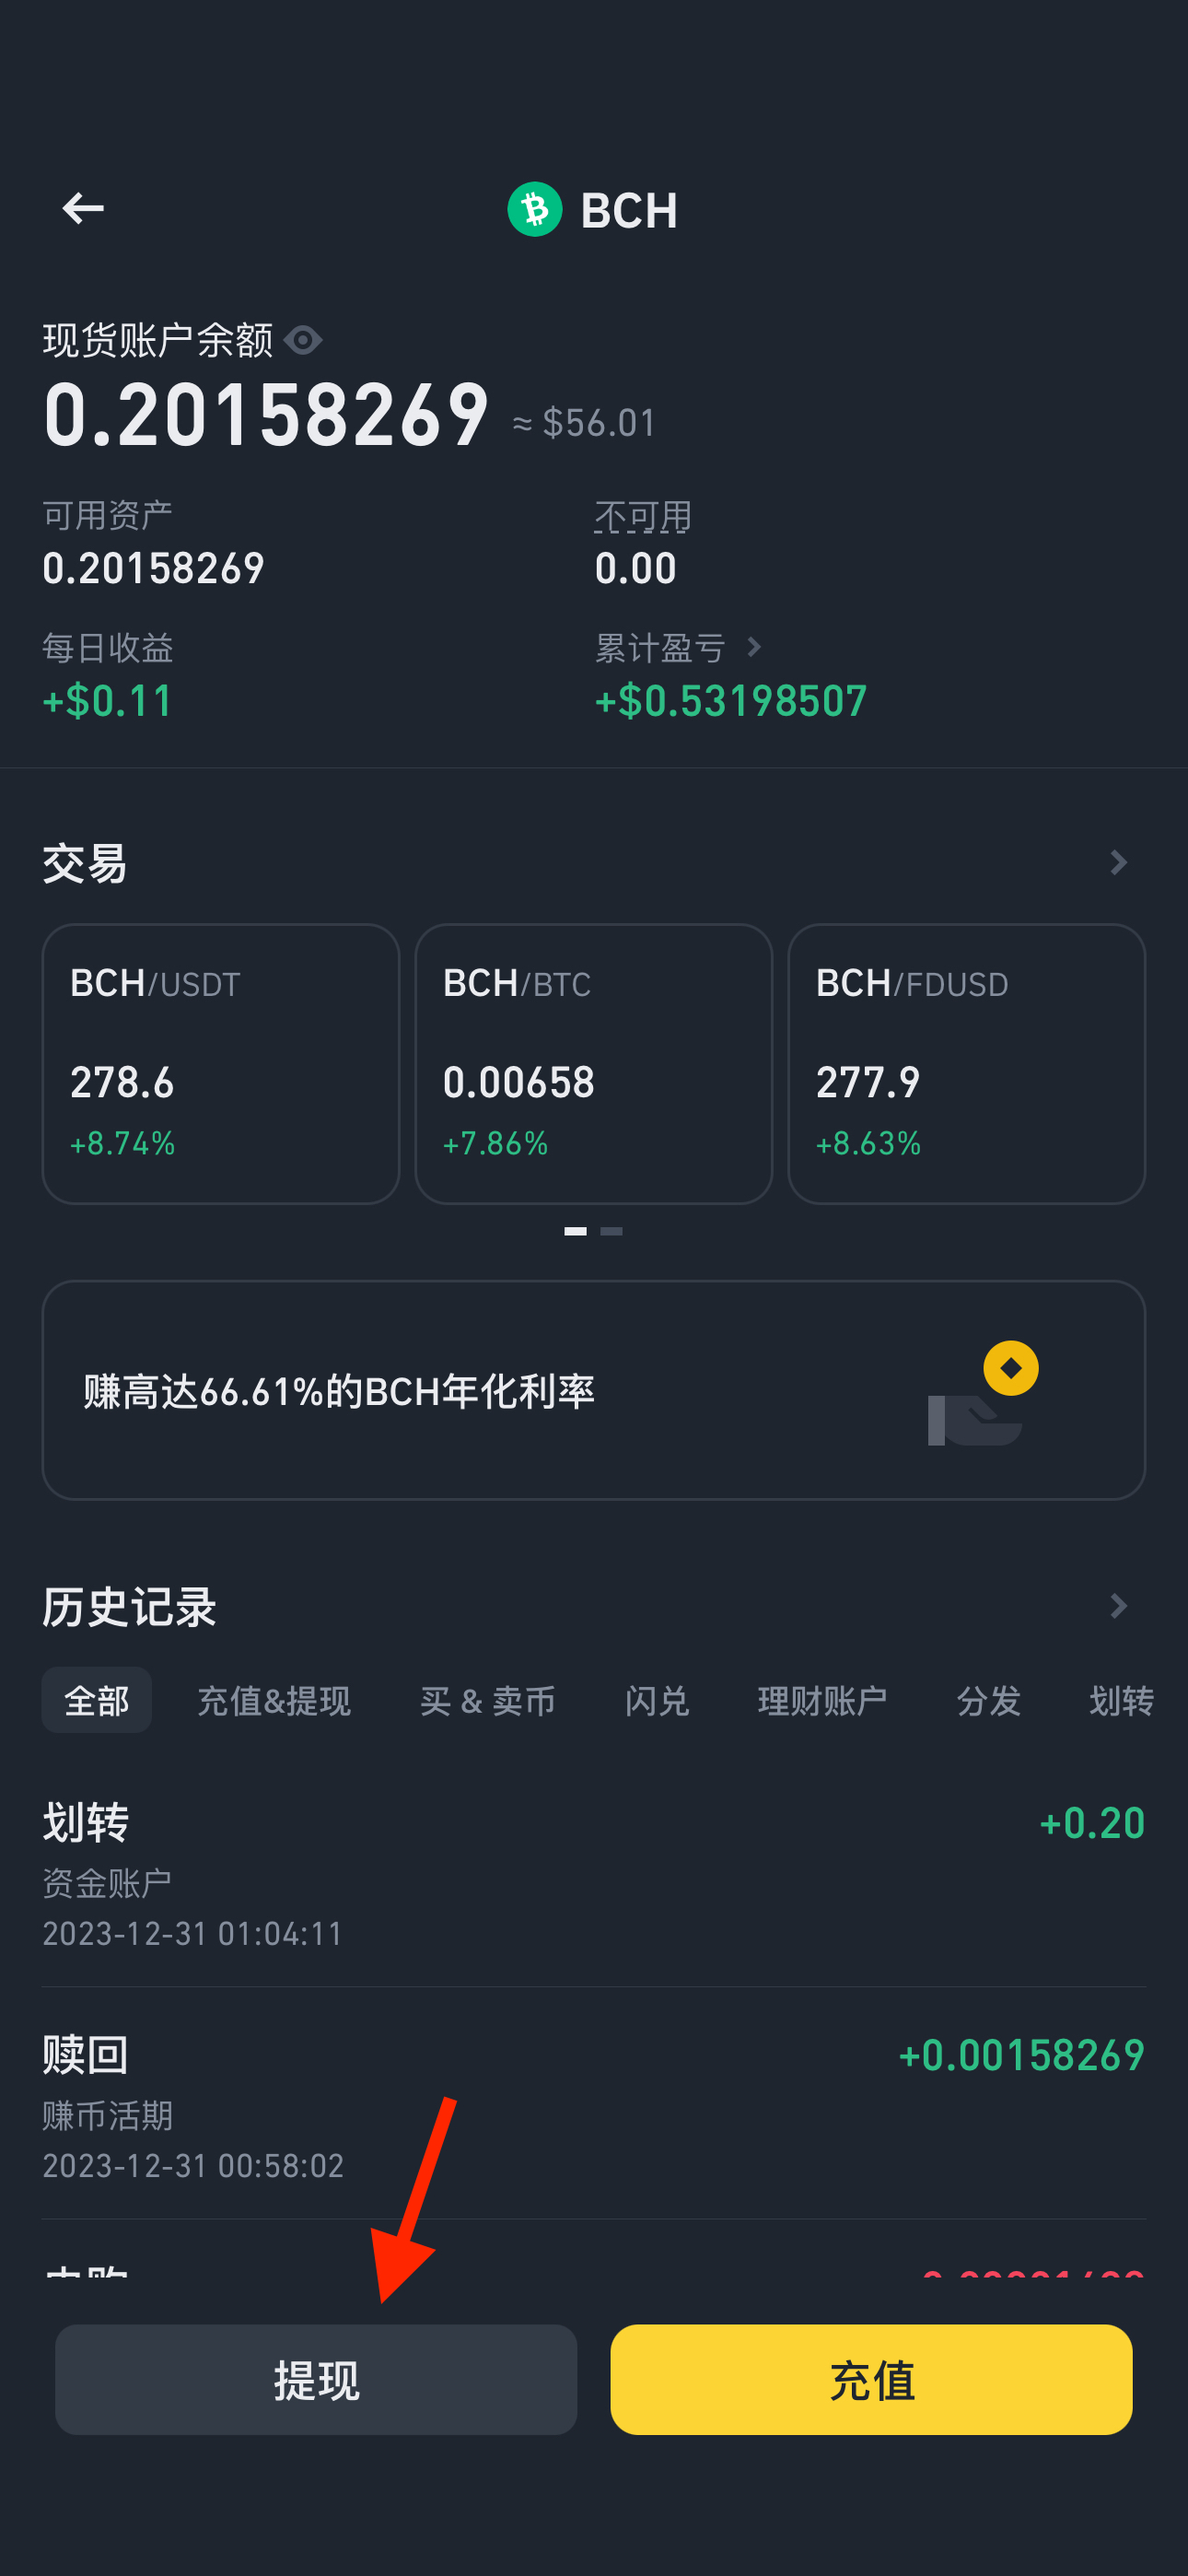 BCH
现货账户余额
0.20158269 ≈ $56.01
可用资产 不可用
0.20158269 0.00
每日收益 累计盈亏
+$0.11 +$0.53198507
交易
BCH/USDT BCH/BTC BCH/FDUSD
278.6 0.00658 277.9
+8.74% +7.86% +8.63%
赚高达66.61%的BCH年化利率
历史记录
全部 充值&提现 买 & 卖币 闪兑 理财账户 分发 划转
划转 +0.20
资金账户
2023-12-31 01:04:11
赎回 +0.00158269
赚币活期
2023-12-31 00:58:02
提现 充值